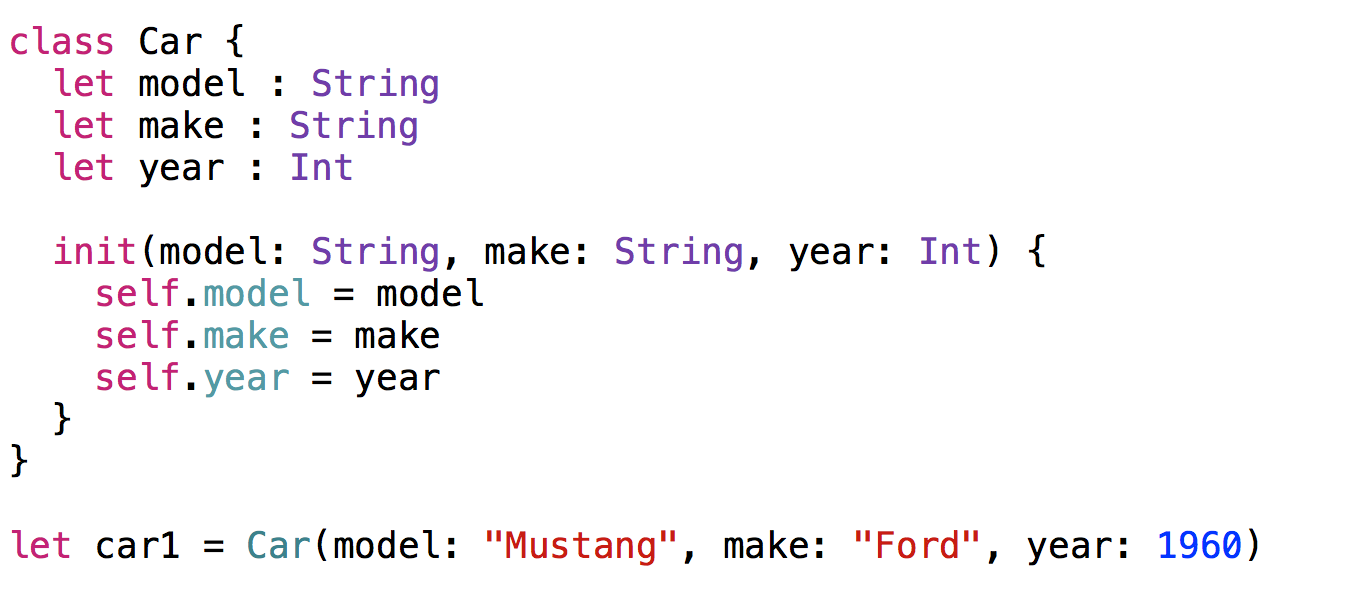 class Car {
  let model : String
  let make : String
  let year : Int

  init(model: String, make: String, year: Int) {
    self.model = model
    self.make = make
    self.year = year
  }
}

let car1 = Car(model: "Mustang", make: "Ford", year: 1960)